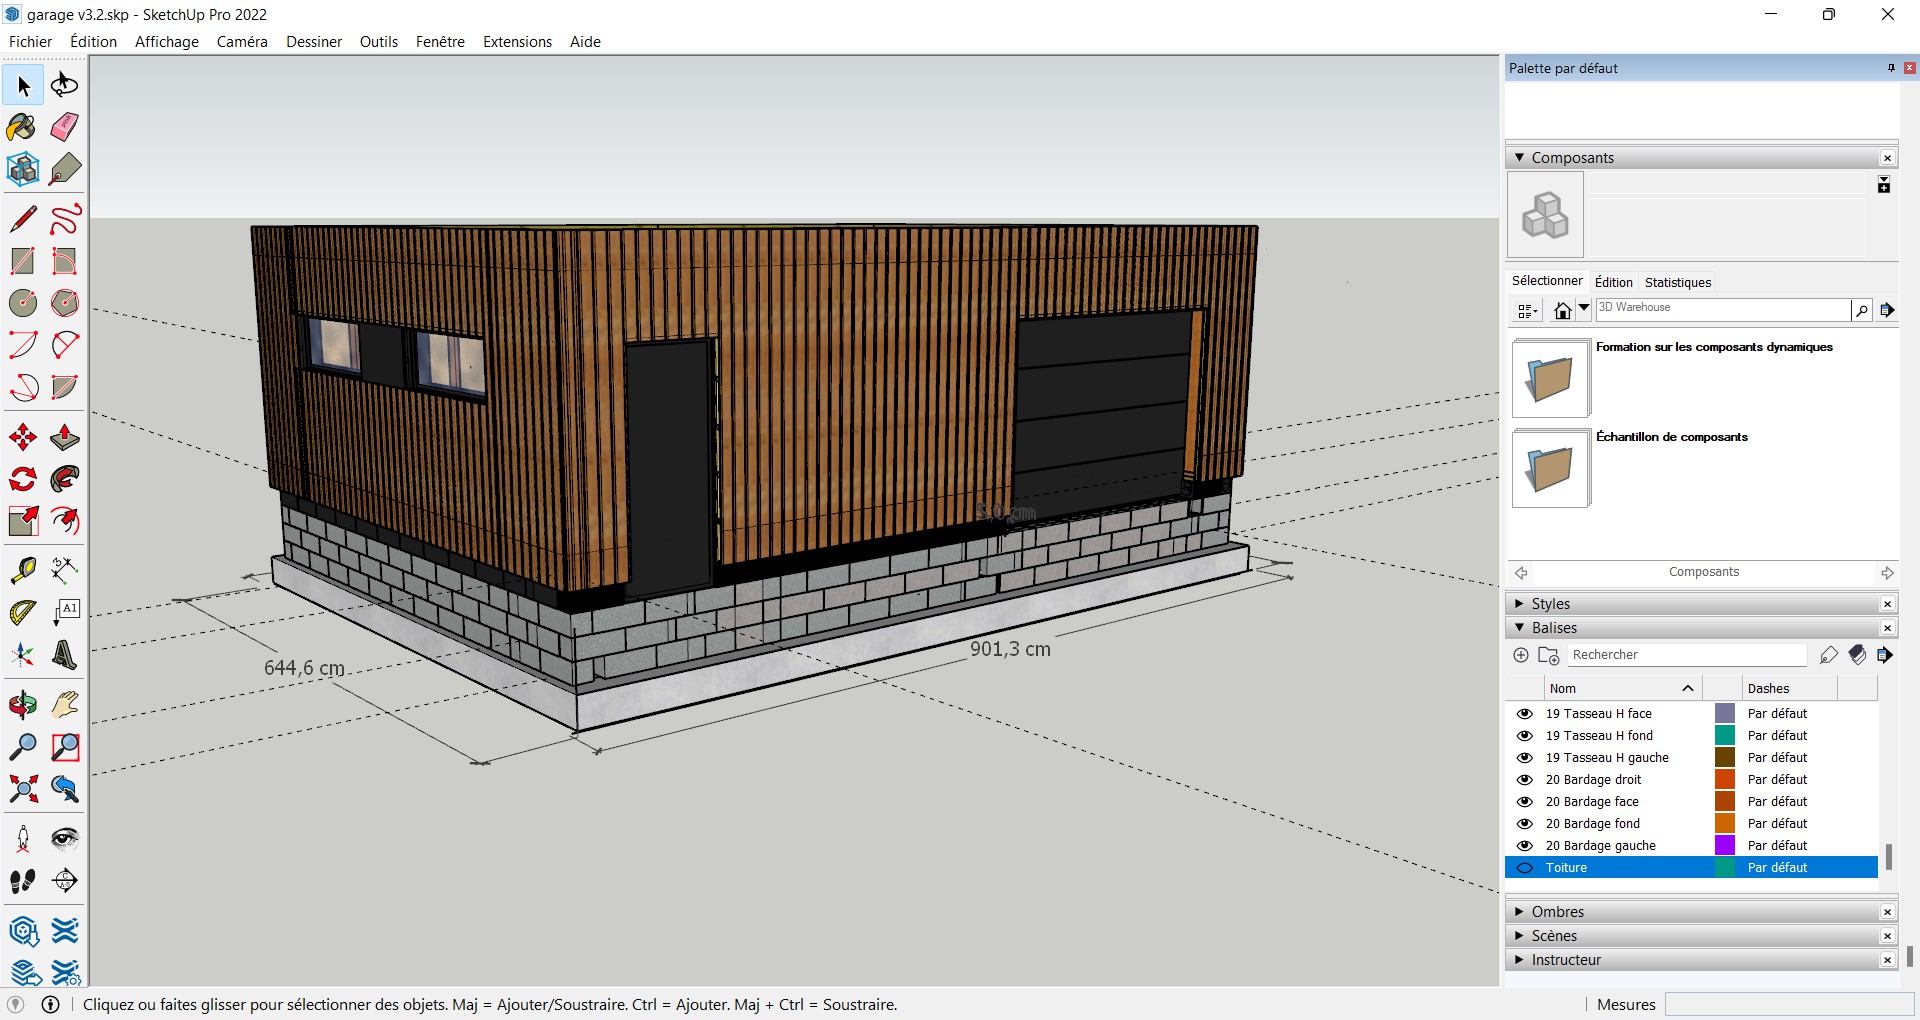 garage v3.2.skp - SketchUp Pro 2022
Fichier Édition Affichage Caméra Dessiner Outils Fenêtre Extensions Aide
Palette par défaut
Composants
Sélectionner Édition Statistiques
3D Warehouse
Formation sur les composants dynamiques
Échantillon de composants
Composants
Styles
Balises
Rechercher
Nom Dashes
19 Tasseau H face Par défaut
19 Tasseau H fond Par défaut
19 Tasseau H gauche Par défaut
20 Bardage droit Par défaut
20 Bardage face Par défaut
20 Bardage fond Par défaut
20 Bardage gauche Par défaut
Toiture Par défaut
Ombres
Scènes
Instructeur
A1
644,6 cm
901,3 cm
Cliquez ou faites glisser pour sélectionner des objets. Maj = Ajouter/Soustraire. Ctrl = Ajouter. Maj + Ctrl = Soustraire.
Mesures